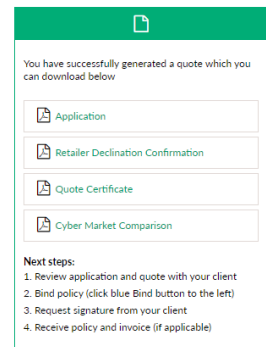 You have successfully generated a quote which you
can download below
Application
Retailer Declination Confirmation
Quote Certificate
Cyber Market Comparison
Next steps:
1. Review application and quote with your client
2. Bind policy (click blue Bind button to the left)
3. Request signature from your client
4. Receive policy and invoice (if applicable)